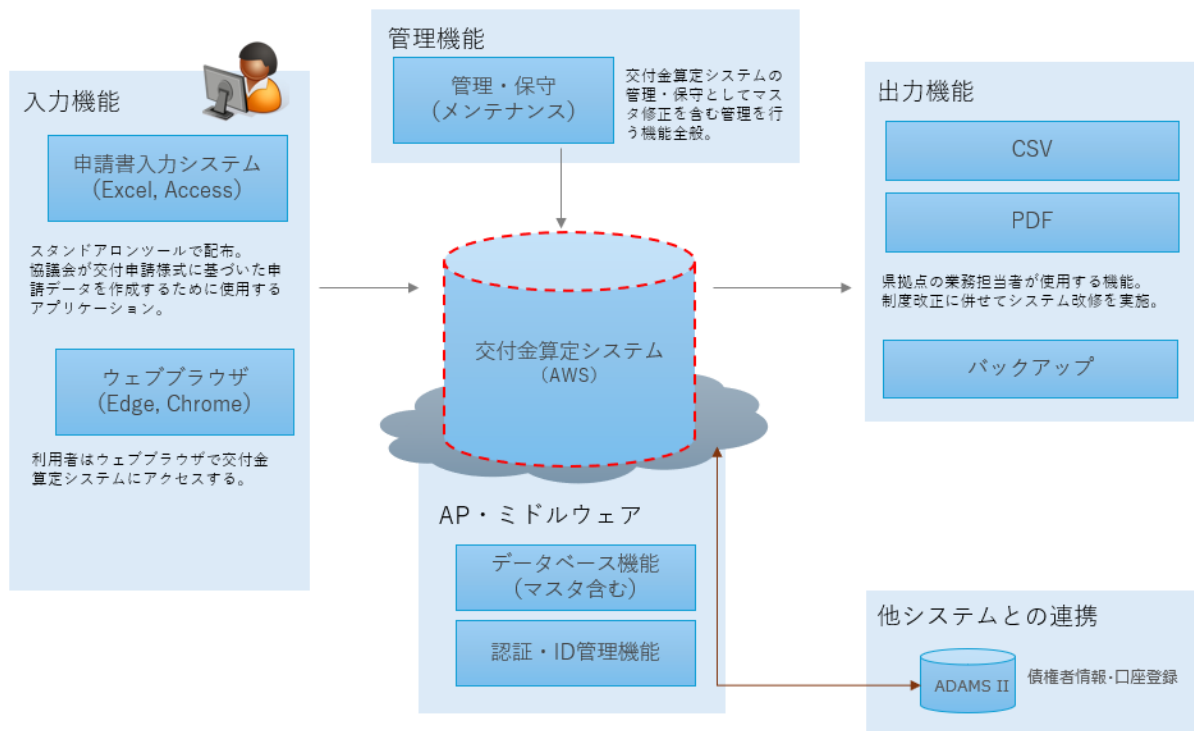 管理機能
管理・保守
(メンテナンス)
交付金算定システムの
管理・保守としてマス
タ修正を含む管理を行
う機能全般。
入力機能
申請書入力システム
(Excel, Access)
スタンドアロンツールで配布。
協議会が交付申請様式に基づいた申
請データを作成するために使用する
アプリケーション。
ウェブブラウザ
(Edge, Chrome)
利用者はウェブブラウザで交付金
算定システムにアクセスする。
交付金算定システム
(AWS)
出力機能
CSV
PDF
県拠点の業務担当者が使用する機能。
制度改正に併せてシステム改修を実施。
バックアップ
AP・ミドルウェア
データベース機能
(マスタ含む)
認証・ID管理機能
他システムとの連携
ADAMS II
債権者情報･口座登録